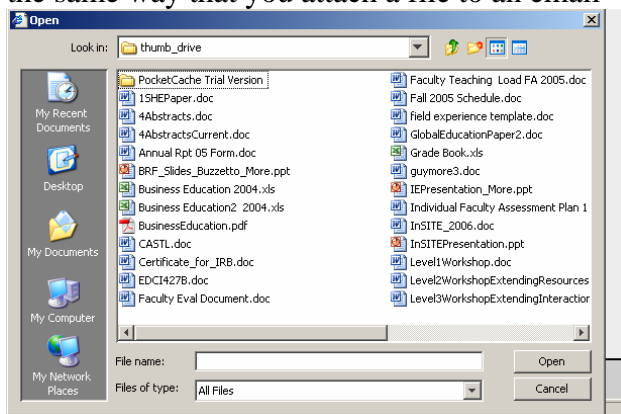 the same way that you attach a file to an email
Open
Look in: thumb_drive
My Recent Documents
Desktop
My Documents
My Computer
My Network Places
PocketCache Trial Version
1SHEPaper.doc
4Abstracts.doc
4AbstractsCurrent.doc
Annual Rpt 05 Form.doc
BRF_Slides_Buzzetto_More.ppt
Business Education 2004.xls
Business Education2 2004.xls
BusinessEducation.pdf
CASTL.doc
Certificate_for_IRB.doc
EDCI427B.doc
Faculty Eval Document.doc
Faculty Teaching Load FA 2005.doc
Fall 2005 Schedule.doc
field experience template.doc
GlobalEducationPaper2.doc
Grade Book.xls
guymore3.doc
IEPresentation_More.ppt
Individual Faculty Assessment Plan 1
InSITE_2006.doc
InSITEPresentation.ppt
Level1Workshop.doc
Level2WorkshopExtendingResources
Level3WorkshopExtendingInteraction
File name:
Open
Files of type: All Files
Cancel